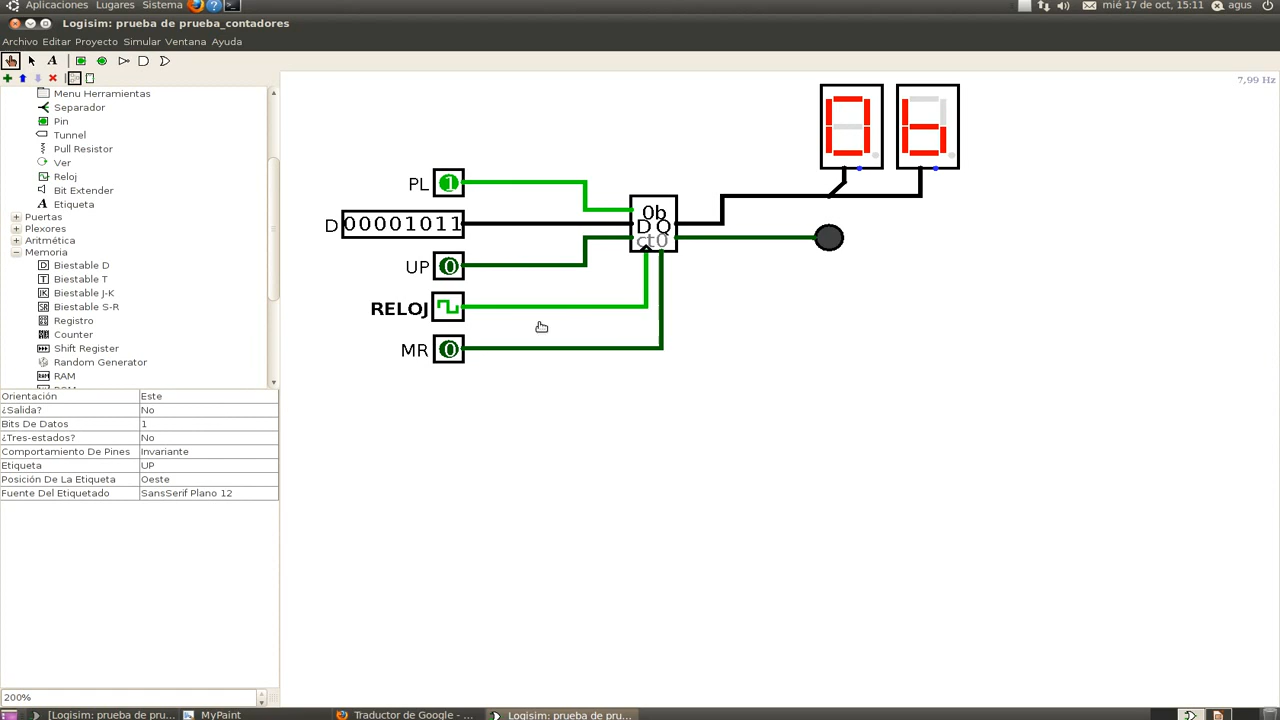 Aplicaciones Lugares Sistema mié 17 de oct, 15:11 agus
Logisim: prueba de prueba_contadores
Archivo Editar Proyecto Simular Ventana Ayuda
A
7,99 Hz
Menu Herramientas
Separador
Pin
Tunnel
Pull Resistor
Ver
Reloj
Bit Extender
Etiqueta
Puertas
Plexores
Aritmética
Memoria
Biestable D
Biestable T
Biestable J-K
Biestable S-R
Registro
Counter
Shift Register
Random Generator
RAM
Orientación Este
¿Salida? No
Bits De Datos 1
¿Tres-estados? No
Comportamiento De Pines Invariante
Etiqueta UP
Posición De La Etiqueta Oeste
Fuente Del Etiquetado SansSerif Plano 12
200%
0 b
PL 1
D 00001011
0b
D Q
ct0
UP 0
RELOJ
MR 0
[Logisim: prueba de pru... MyPaint Traductor de Google - ... Logisim: prueba de pru...